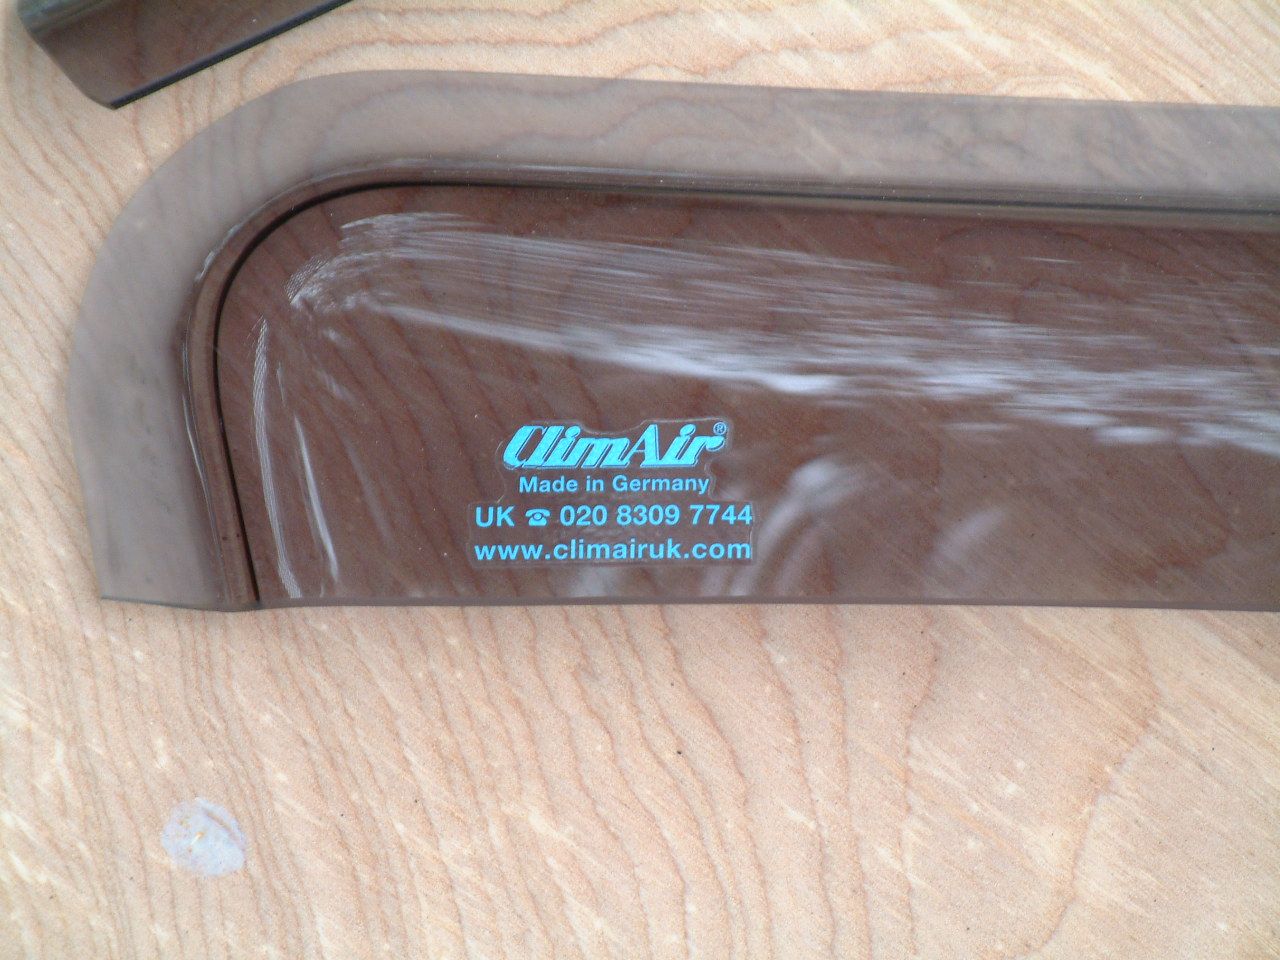 ClimAir®
Made in Germany
UK ☎ 020 8309 7744
www.climairuk.com